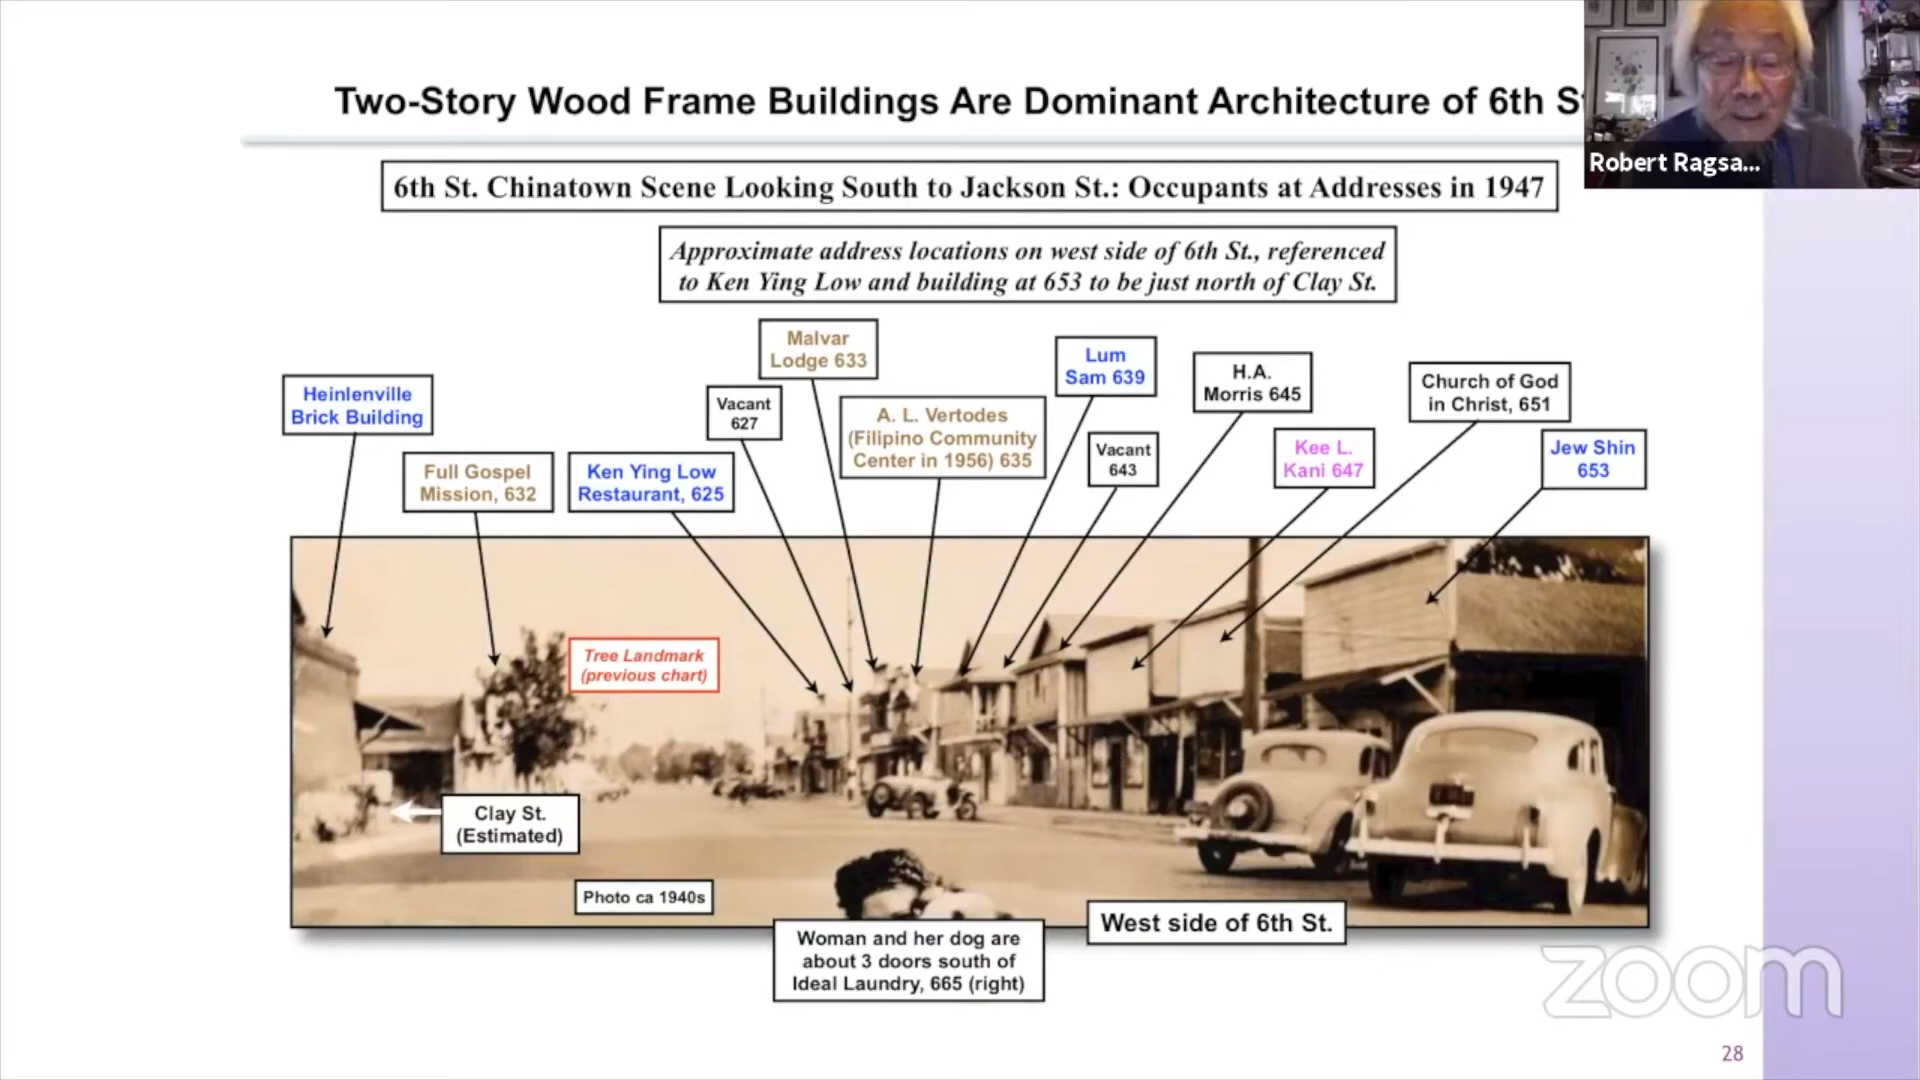 Two-Story Wood Frame Buildings Are Dominant Architecture of 6th S
Robert Ragsa...
6th St. Chinatown Scene Looking South to Jackson St.: Occupants at Addresses in 1947
Approximate address locations on west side of 6th St., referenced
to Ken Ying Low and building at 653 to be just north of Clay St.
Heinlenville
Brick Building
Full Gospel
Mission, 632
Ken Ying Low
Restaurant, 625
Vacant
627
Malvar
Lodge 633
A. L. Vertodes
(Filipino Community
Center in 1956) 635
Lum
Sam 639
Vacant
643
H.A.
Morris 645
Kee L.
Kani 647
Church of God
in Christ, 651
Jew Shin
653
Tree Landmark
(previous chart)
Clay St.
(Estimated)
Photo ca 1940s
Woman and her dog are
about 3 doors south of
Ideal Laundry, 665 (right)
West side of 6th St.
zoom
28